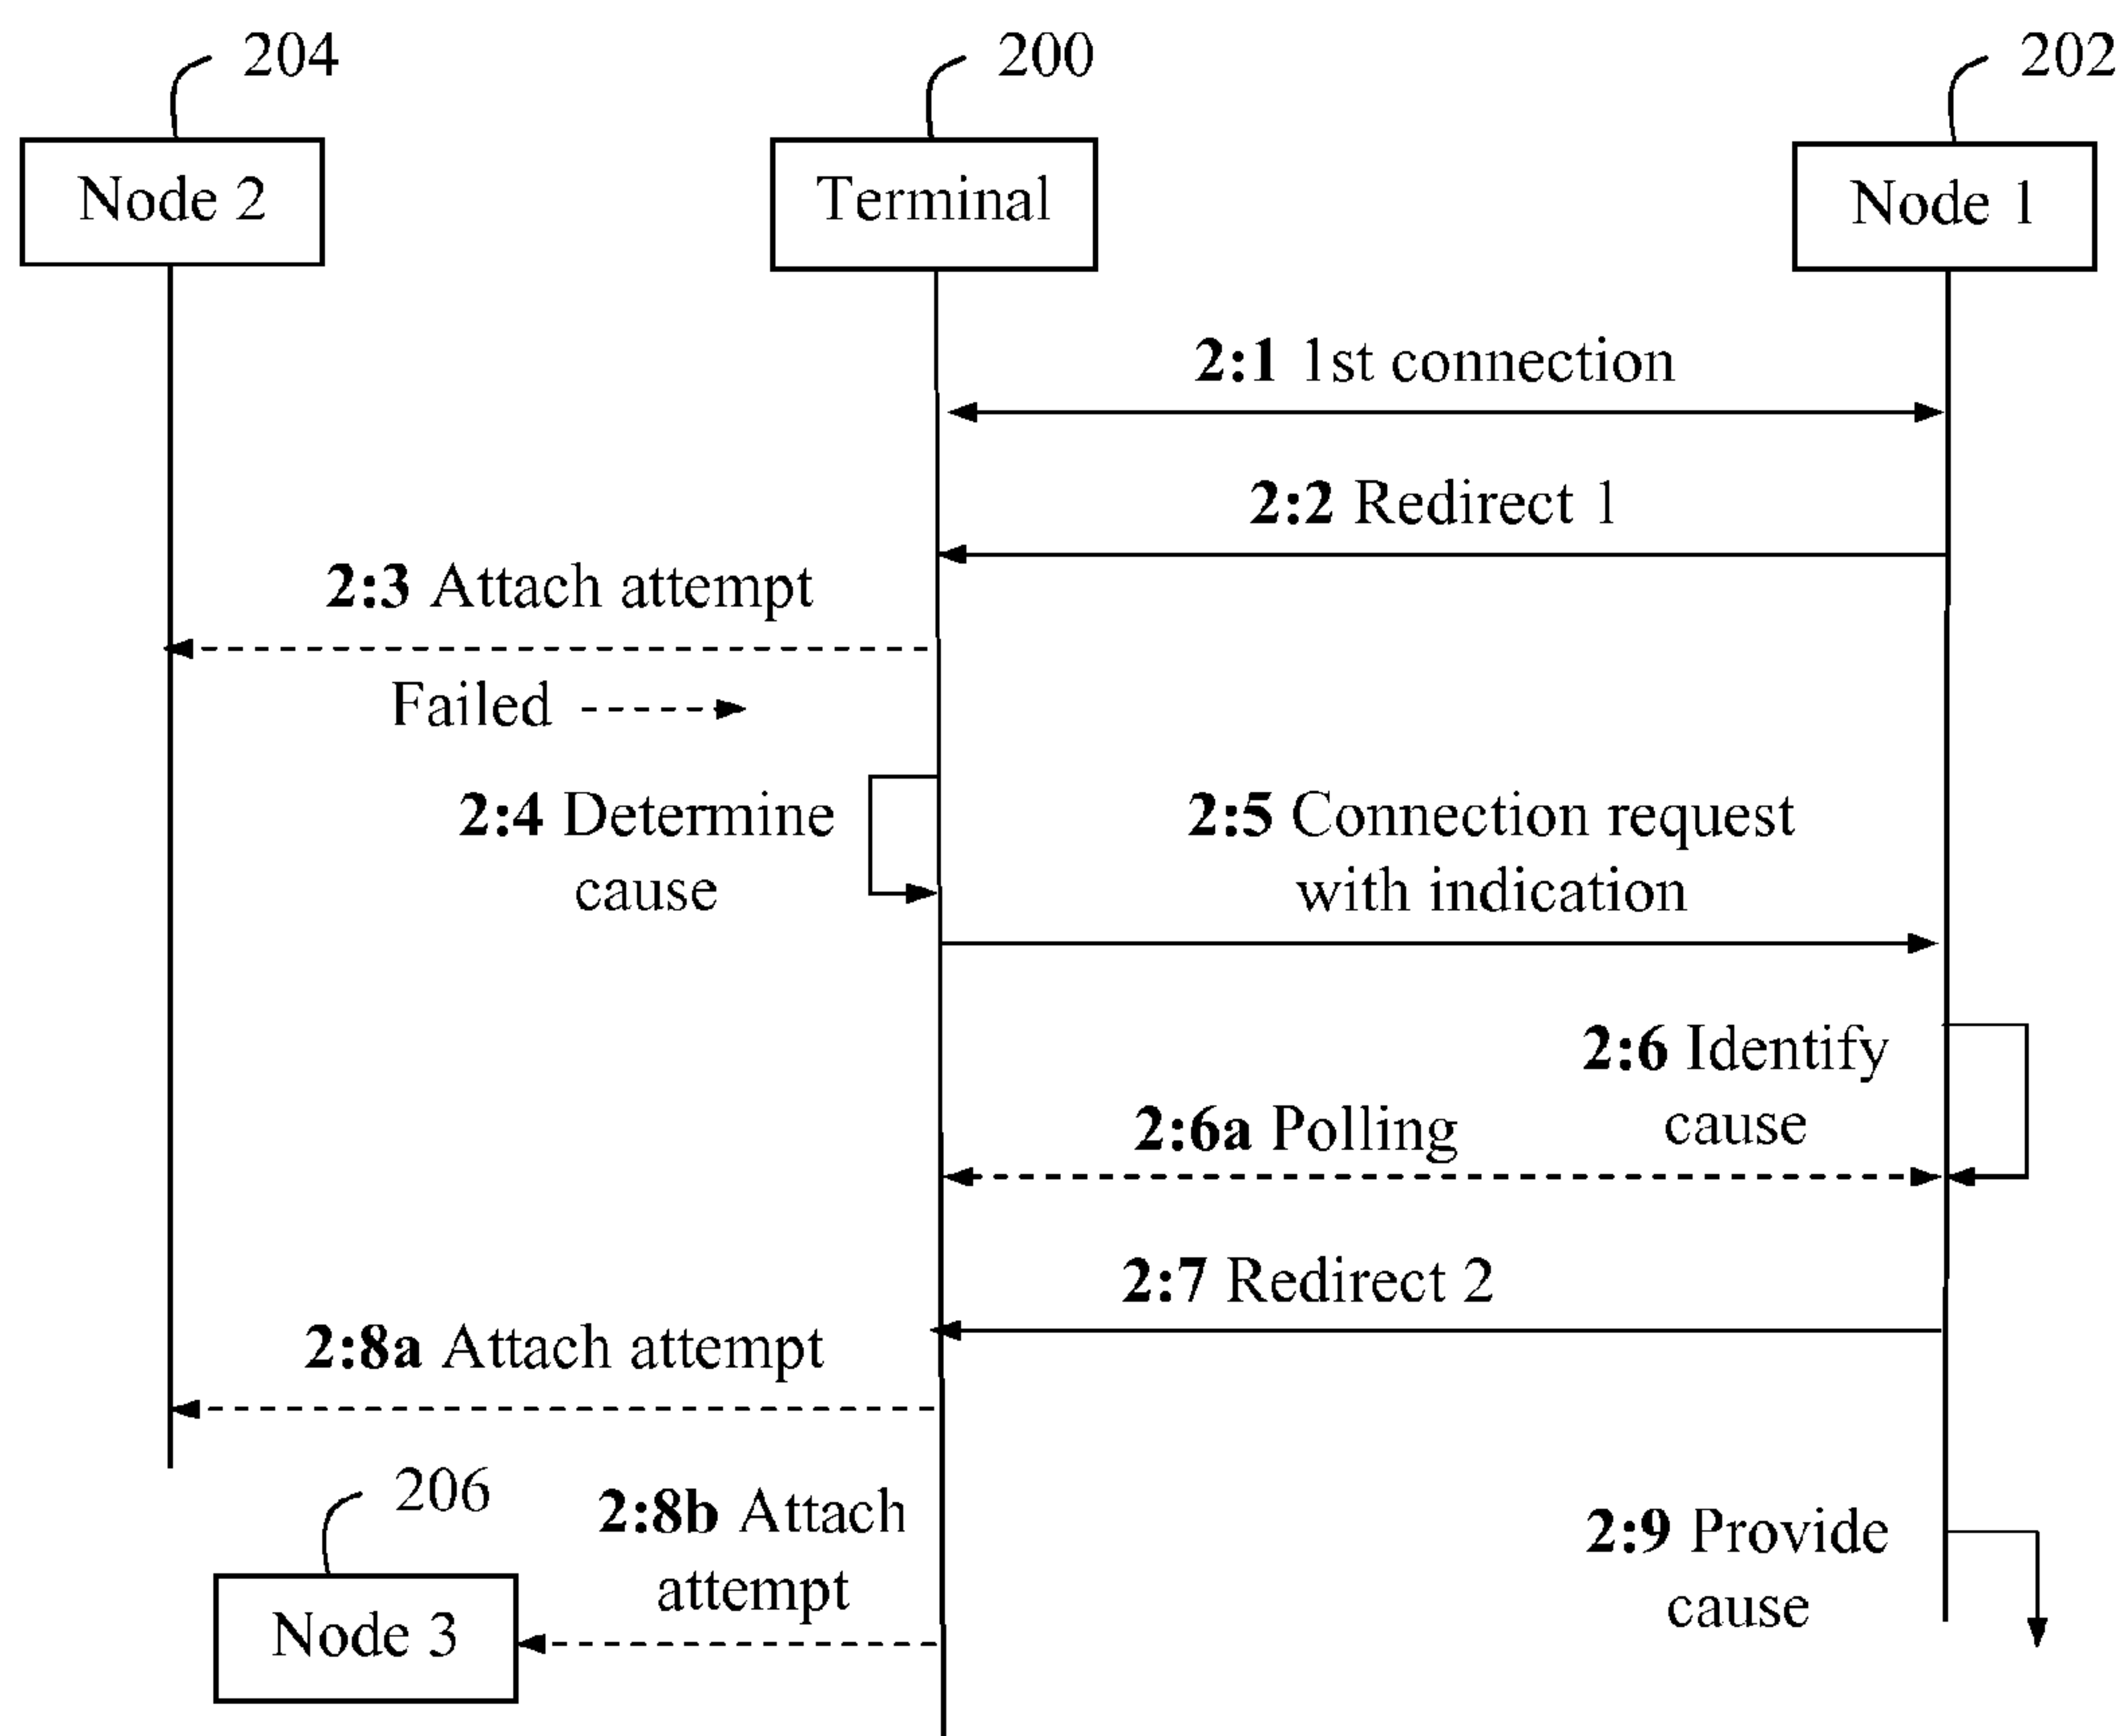 204
200
202
Node 2
Terminal
Node 1
2:1 1st connection
2:2 Redirect 1
2:3 Attach attempt
Failed
2:4 Determine
cause
2:5 Connection request
with indication
2:6 Identify
cause
2:6a Polling
2:7 Redirect 2
2:8a Attach attempt
206
2:8b Attach
attempt
Node 3
2:9 Provide
cause